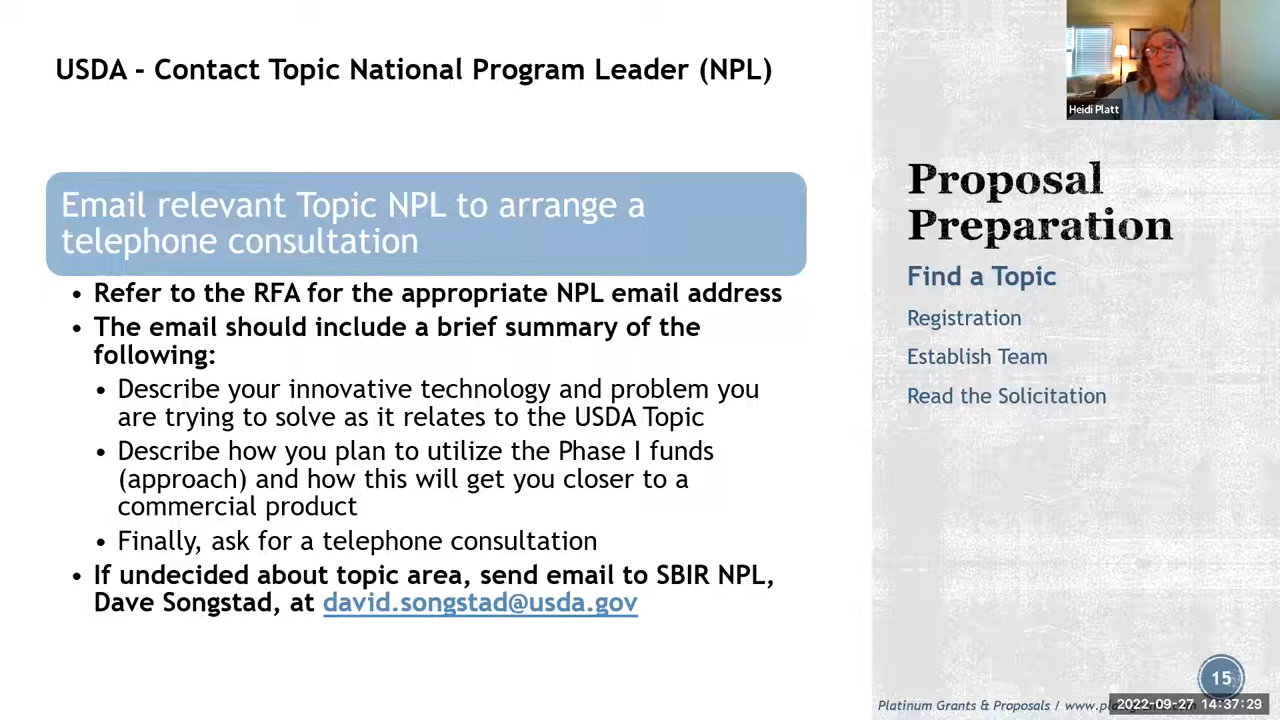 USDA - Contact Topic National Program Leader (NPL)
Heidi Platt
Email relevant Topic NPL to arrange a
telephone consultation
• Refer to the RFA for the appropriate NPL email address
• The email should include a brief summary of the
following:
• Describe your innovative technology and problem you
are trying to solve as it relates to the USDA Topic
• Describe how you plan to utilize the Phase I funds
(approach) and how this will get you closer to a
commercial product
• Finally, ask for a telephone consultation
• If undecided about topic area, send email to SBIR NPL,
Dave Songstad, at david.songstad@usda.gov
Proposal
Preparation
Find a Topic
Registration
Establish Team
Read the Solicitation
15
Platinum Grants & Proposals /
2022-09-27 14:37:29